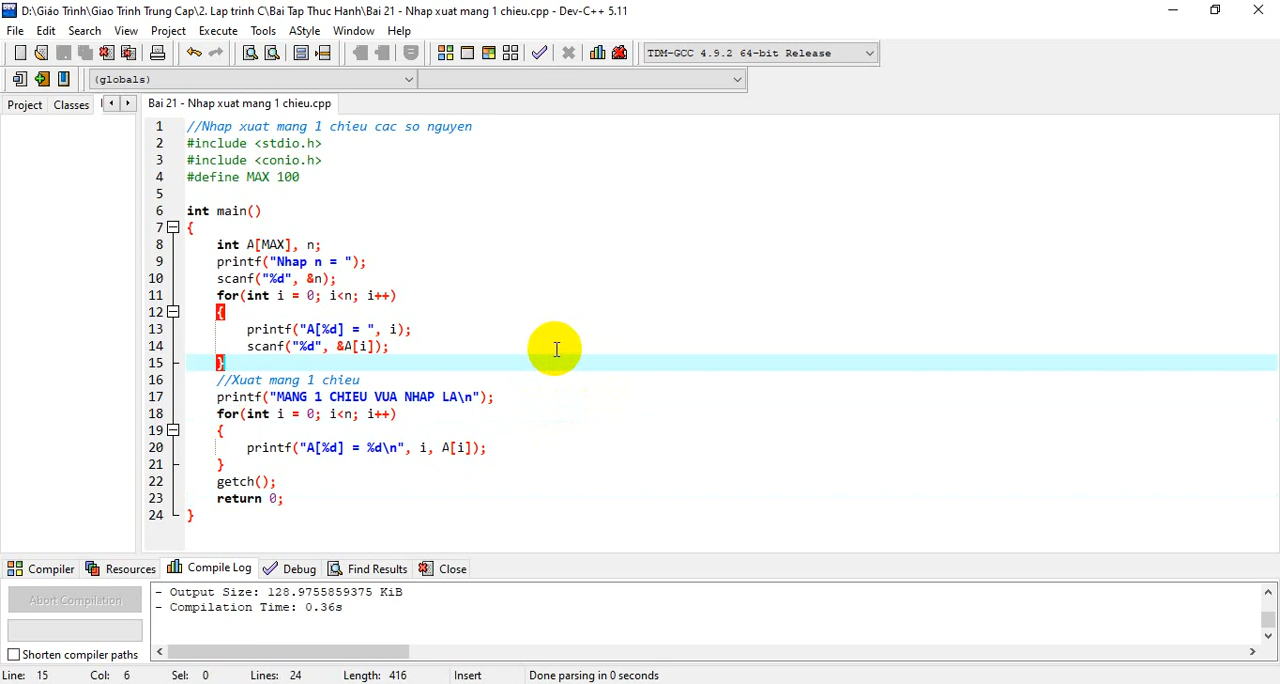 D:\Giáo Trình\Giao Trinh Trung Cap\2. Lap trinh C\Bai Tap Thuc Hanh\Bai 21 - Nhap xuat mang 1 chieu.cpp - Dev-C++ 5.11
File Edit Search View Project Execute Tools AStyle Window Help
TDM-GCC 4.9.2 64-bit Release
(globals)
Project Classes Bai 21 - Nhap xuat mang 1 chieu.cpp
1 //Nhap xuat mang 1 chieu cac so nguyen
2 #include <stdio.h>
3 #include <conio.h>
4 #define MAX 100
5
6 int main()
7 {
8 int A[MAX], n;
9 printf("Nhap n = ");
10 scanf("%d", &n);
11 for(int i = 0; i<n; i++)
12 {
13 printf("A[%d] = ", i);
14 scanf("%d", &A[i]);
15 }
16 //Xuat mang 1 chieu
17 printf("MANG 1 CHIEU VUA NHAP LA\n");
18 for(int i = 0; i<n; i++)
19 {
20 printf("A[%d] = %d\n", i, A[i]);
21 }
22 getch();
23 return 0;
24 }
Compiler Resources Compile Log Debug Find Results Close
Abort Compilation
Shorten compiler paths
- Output Size: 128.9755859375 KiB
- Compilation Time: 0.36s
Line: 15 Col: 6 Sel: 0 Lines: 24 Length: 416 Insert Done parsing in 0 seconds